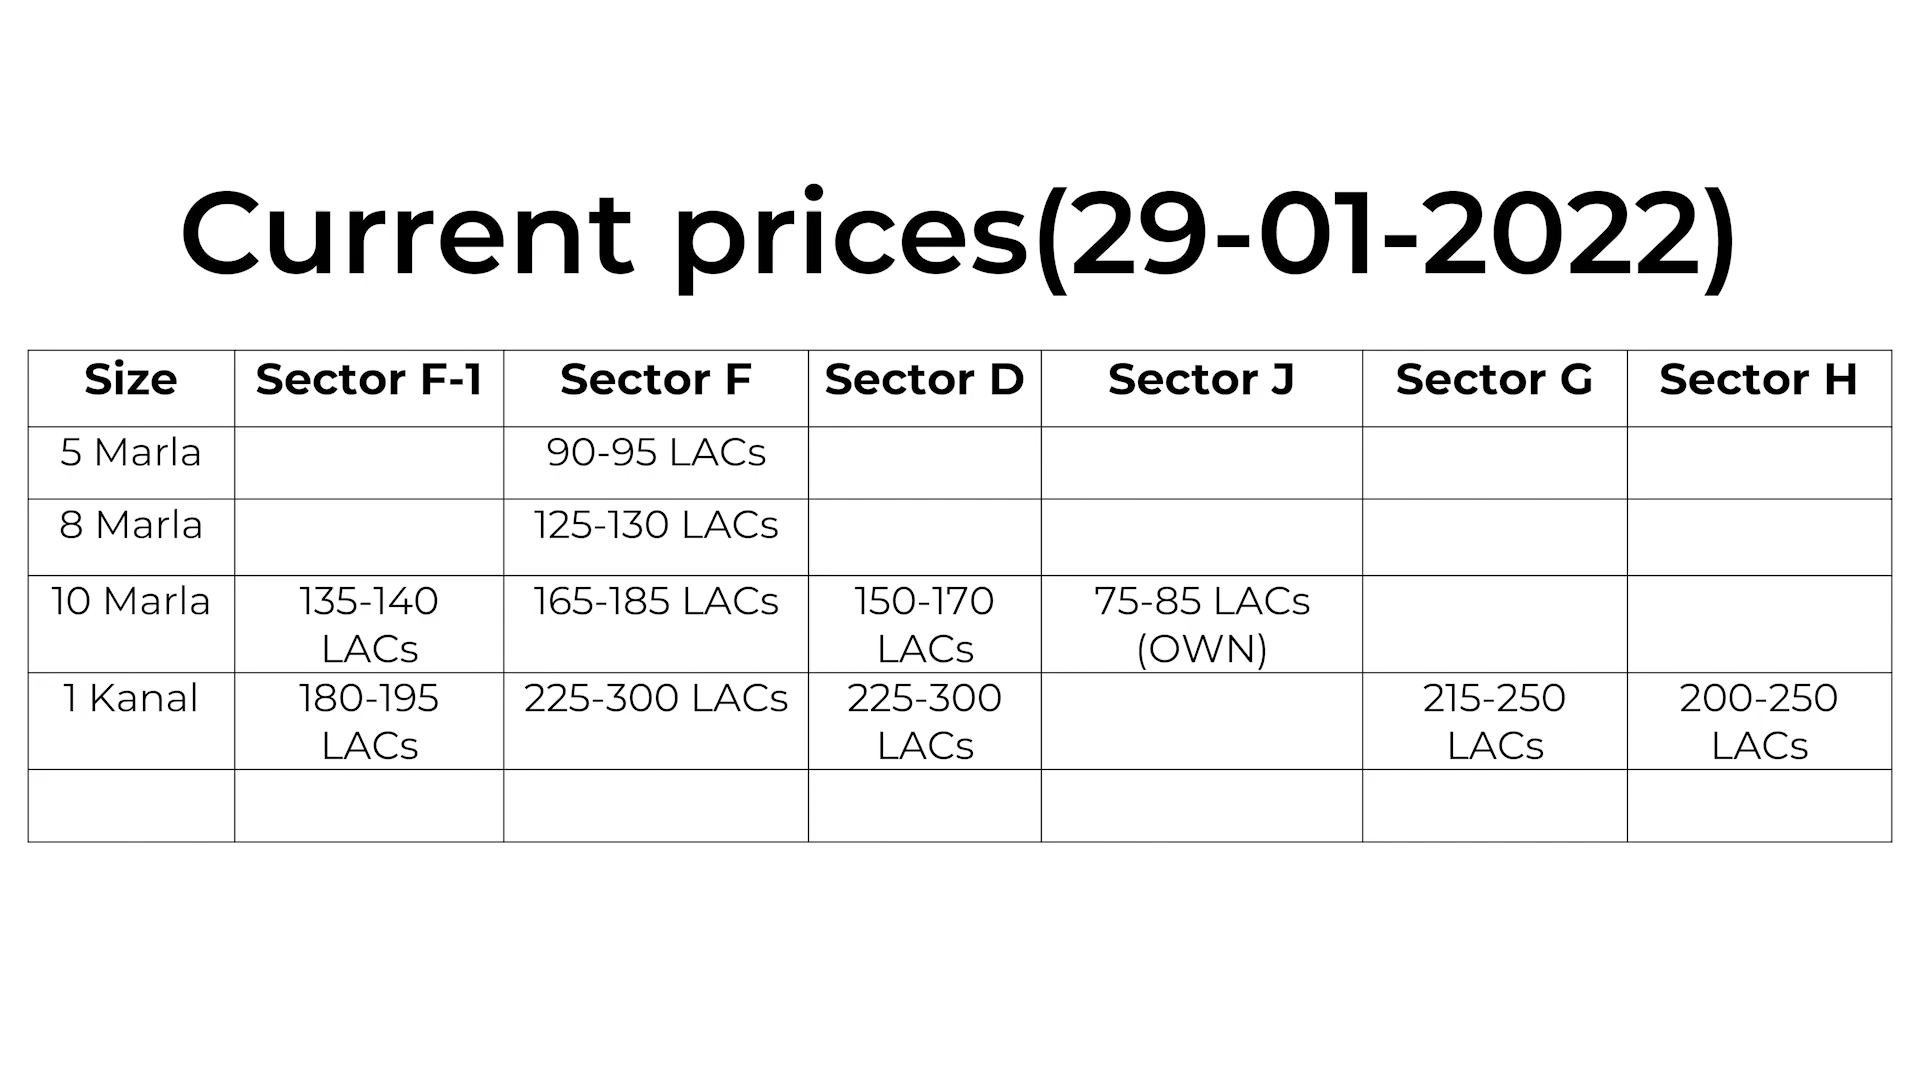 Current prices(29-01-2022)
Size Sector F-1 Sector F Sector D Sector J Sector G Sector H
5 Marla 90-95 LACs
8 Marla 125-130 LACs
10 Marla 135-140 LACs 165-185 LACs 150-170 LACs 75-85 LACs (OWN)
1 Kanal 180-195 LACs 225-300 LACs 225-300 LACs 215-250 LACs 200-250 LACs